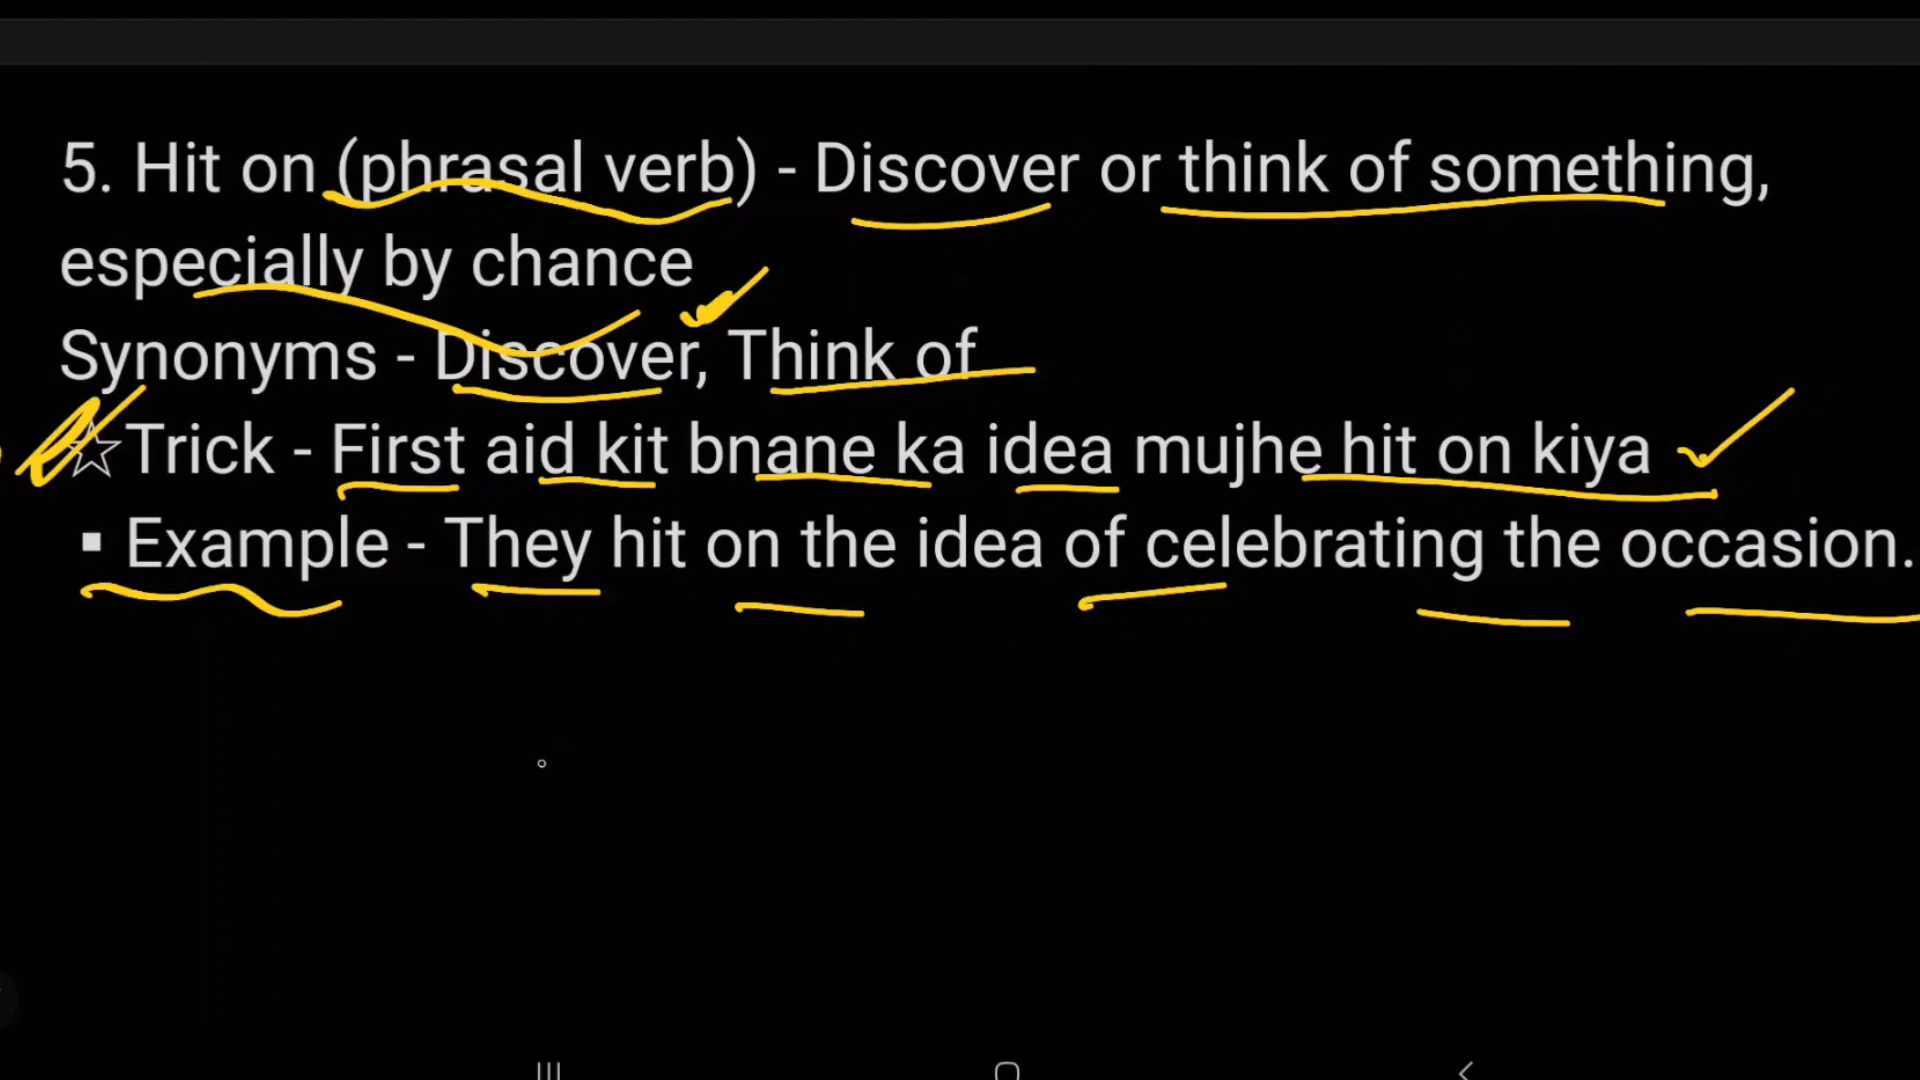 5. Hit on (phrasal verb) - Discover or think of something,
especially by chance
Synonyms - Discover, Think of
☆Trick - First aid kit bnane ka idea mujhe hit on kiya
▪ Example - They hit on the idea of celebrating the occasion.